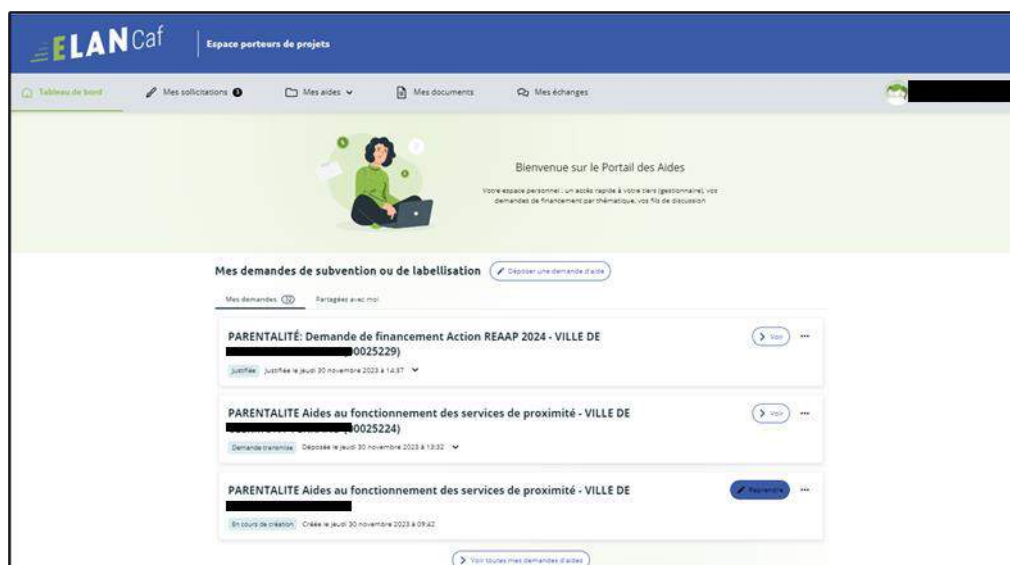 ELANCaf
Espace porteurs de projets
Tableau de bord
Mes sollicitations 3
Mes aides
Mes documents
Mes échanges
Bienvenue sur le Portail des Aides
Votre espace personnel : un accès rapide à votre tiers (gestionnaire), vos
demandes de financement par thématique, vos fils de discussion
Mes demandes de subvention ou de labellisation
Déposer une demande d'aide
Mes demandes
Partagées avec moi
PARENTALITÉ: Demande de financement Action REAAP 2024 - VILLE DE
0025229)
Voir
Justifiée Justifiée le jeudi 30 novembre 2023 à 14:37
PARENTALITE Aides au fonctionnement des services de proximité - VILLE DE
0025224)
Voir
Demande transmise Déposée le jeudi 30 novembre 2023 à 13:32
PARENTALITE Aides au fonctionnement des services de proximité - VILLE DE
Reprendre
En cours de création Créée le jeudi 30 novembre 2023 à 09:42
Voir toutes mes demandes d'aides